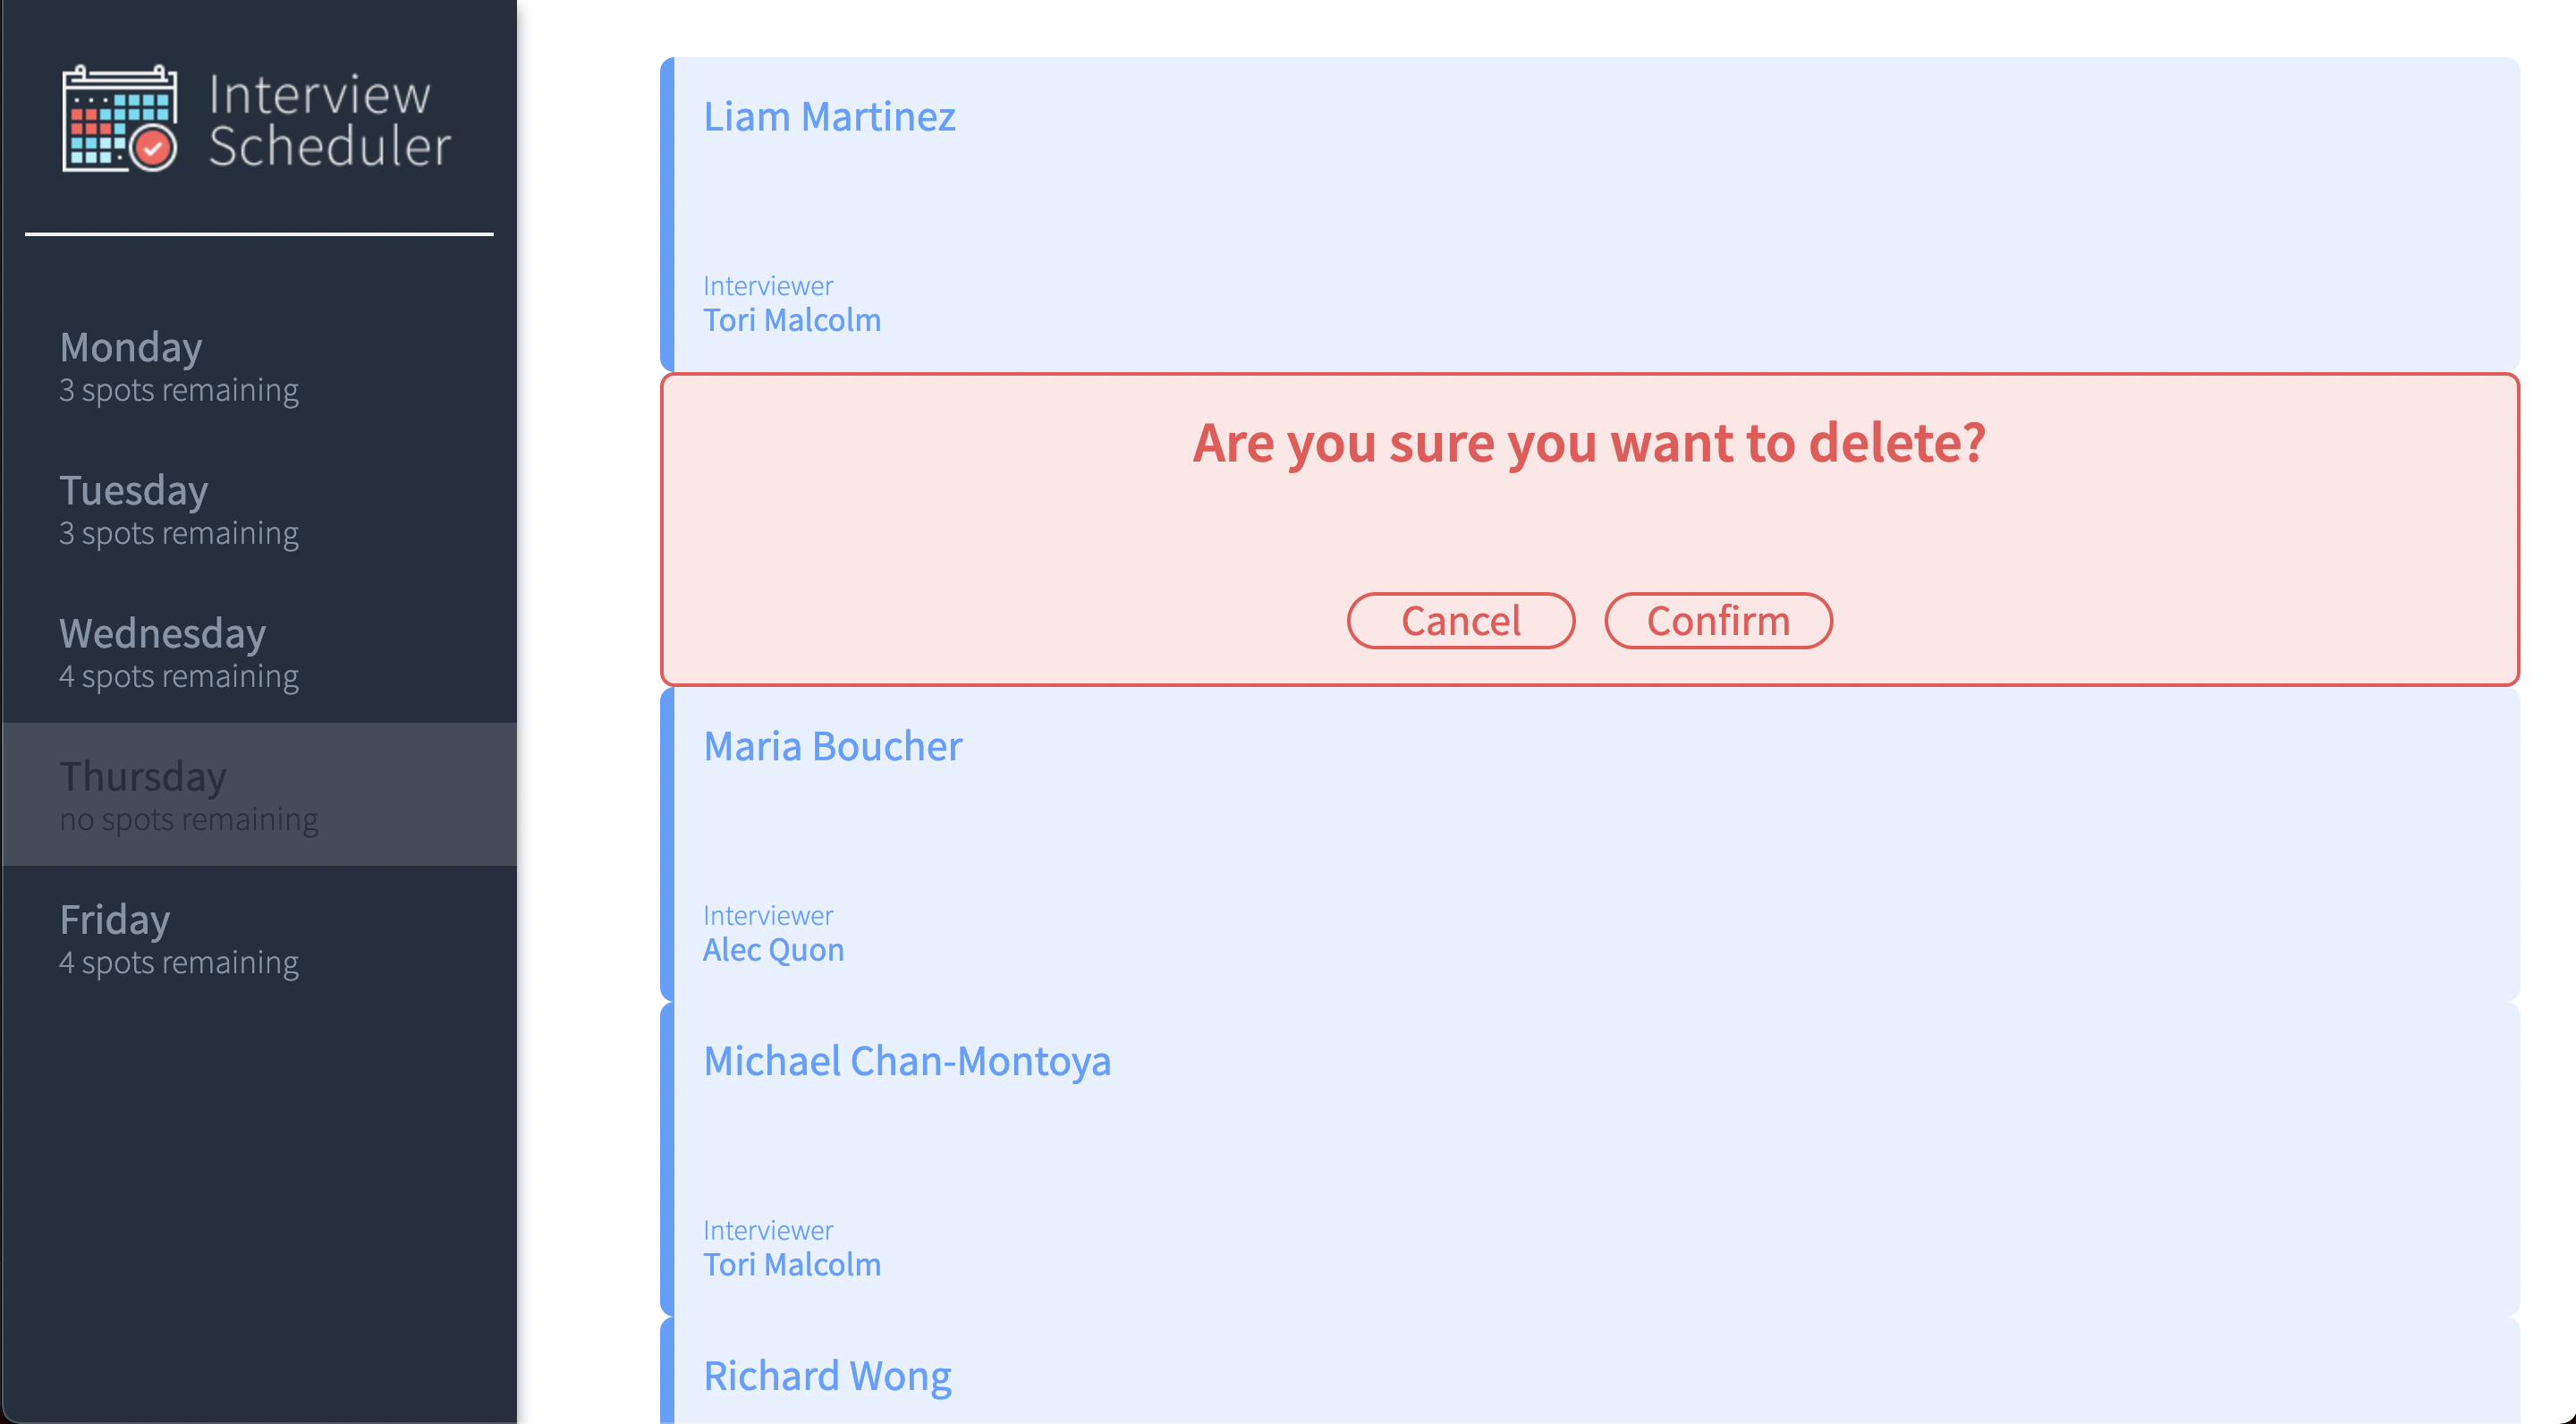 Interview
Scheduler
Monday
3 spots remaining
Tuesday
3 spots remaining
Wednesday
4 spots remaining
Thursday
no spots remaining
Friday
4 spots remaining
Liam Martinez
Interviewer
Tori Malcolm
Are you sure you want to delete?
Cancel Confirm
Maria Boucher
Interviewer
Alec Quon
Michael Chan-Montoya
Interviewer
Tori Malcolm
Richard Wong